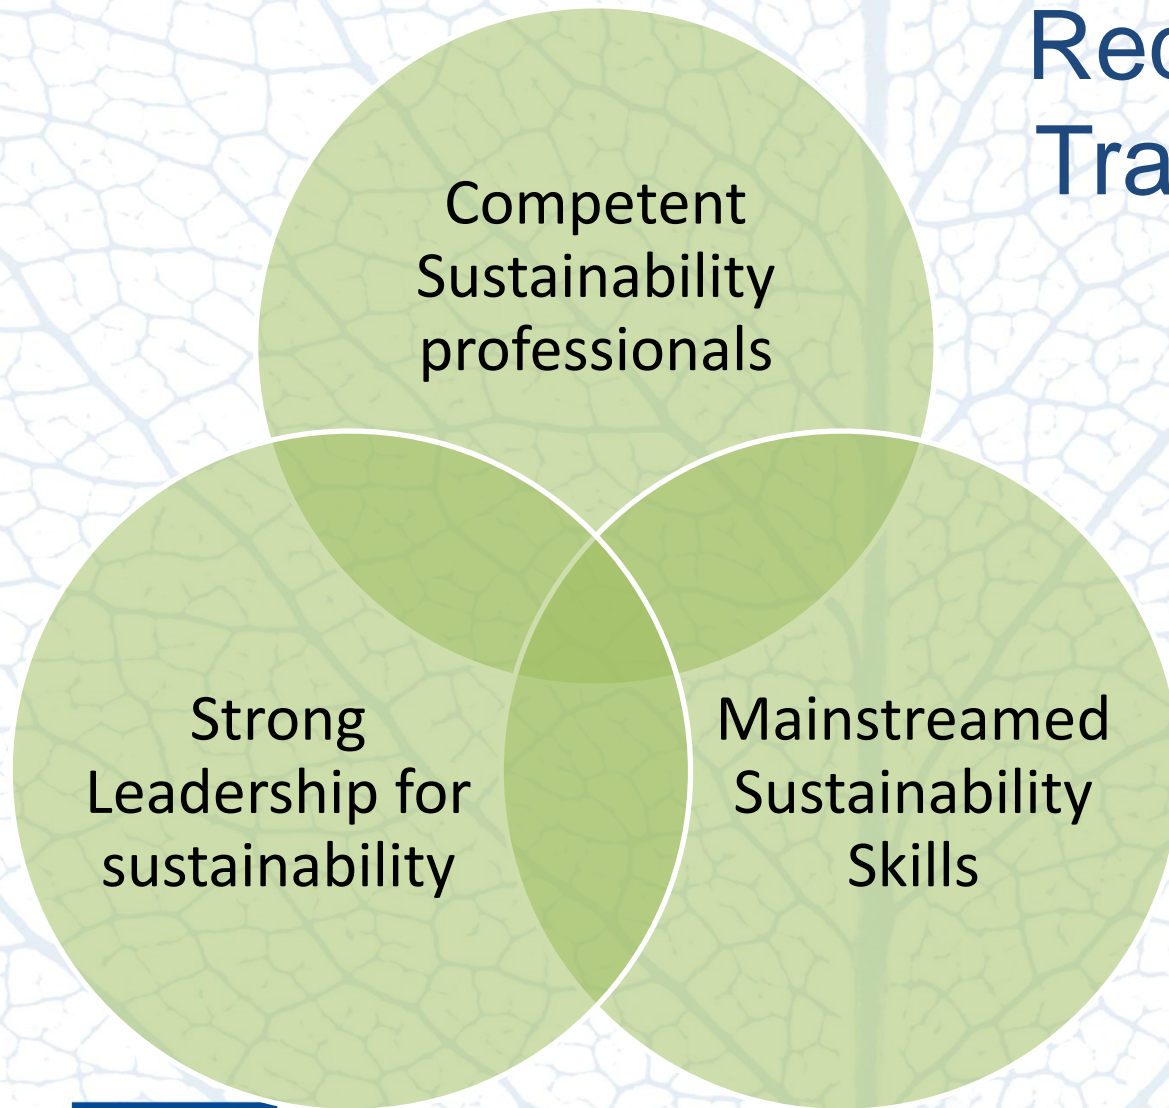 Competent
Sustainability
professionals
Strong
Leadership for
sustainability
Mainstreamed
Sustainability
Skills